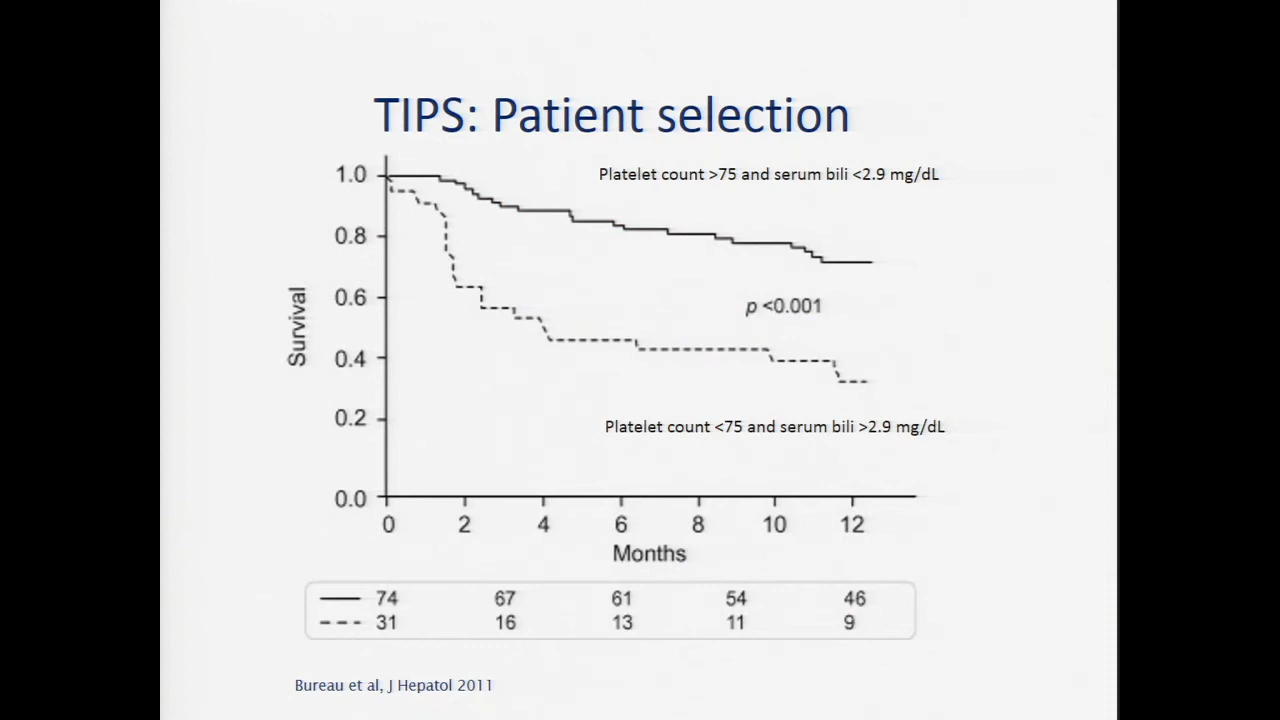 TIPS: Patient selection
Platelet count >75 and serum bili <2.9 mg/dL
1.0
0.8
0.6
0.4
0.2
0.0
Survival
p <0.001
Platelet count <75 and serum bili >2.9 mg/dL
0 2 4 6 8 10 12
Months
74 67 61 54 46
31 16 13 11 9
Bureau et al, J Hepatol 2011